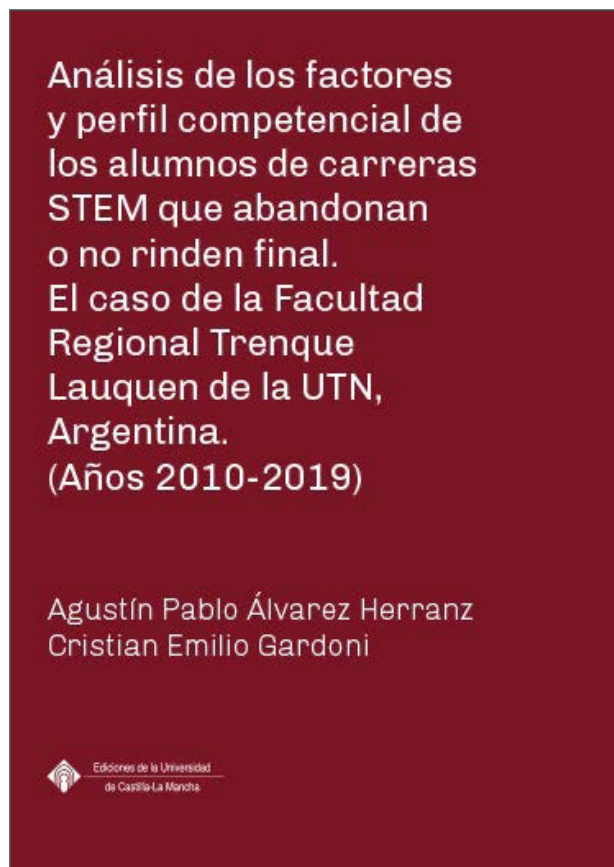 Análisis de los factores
y perfil competencial de
los alumnos de carreras
STEM que abandonan
o no rinden final.
El caso de la Facultad
Regional Trenque
Lauquen de la UTN,
Argentina.
(Años 2010-2019)
Agustín Pablo Álvarez Herranz
Cristian Emilio Gardoni
Ediciones de la Universidad
de Castilla-La Mancha